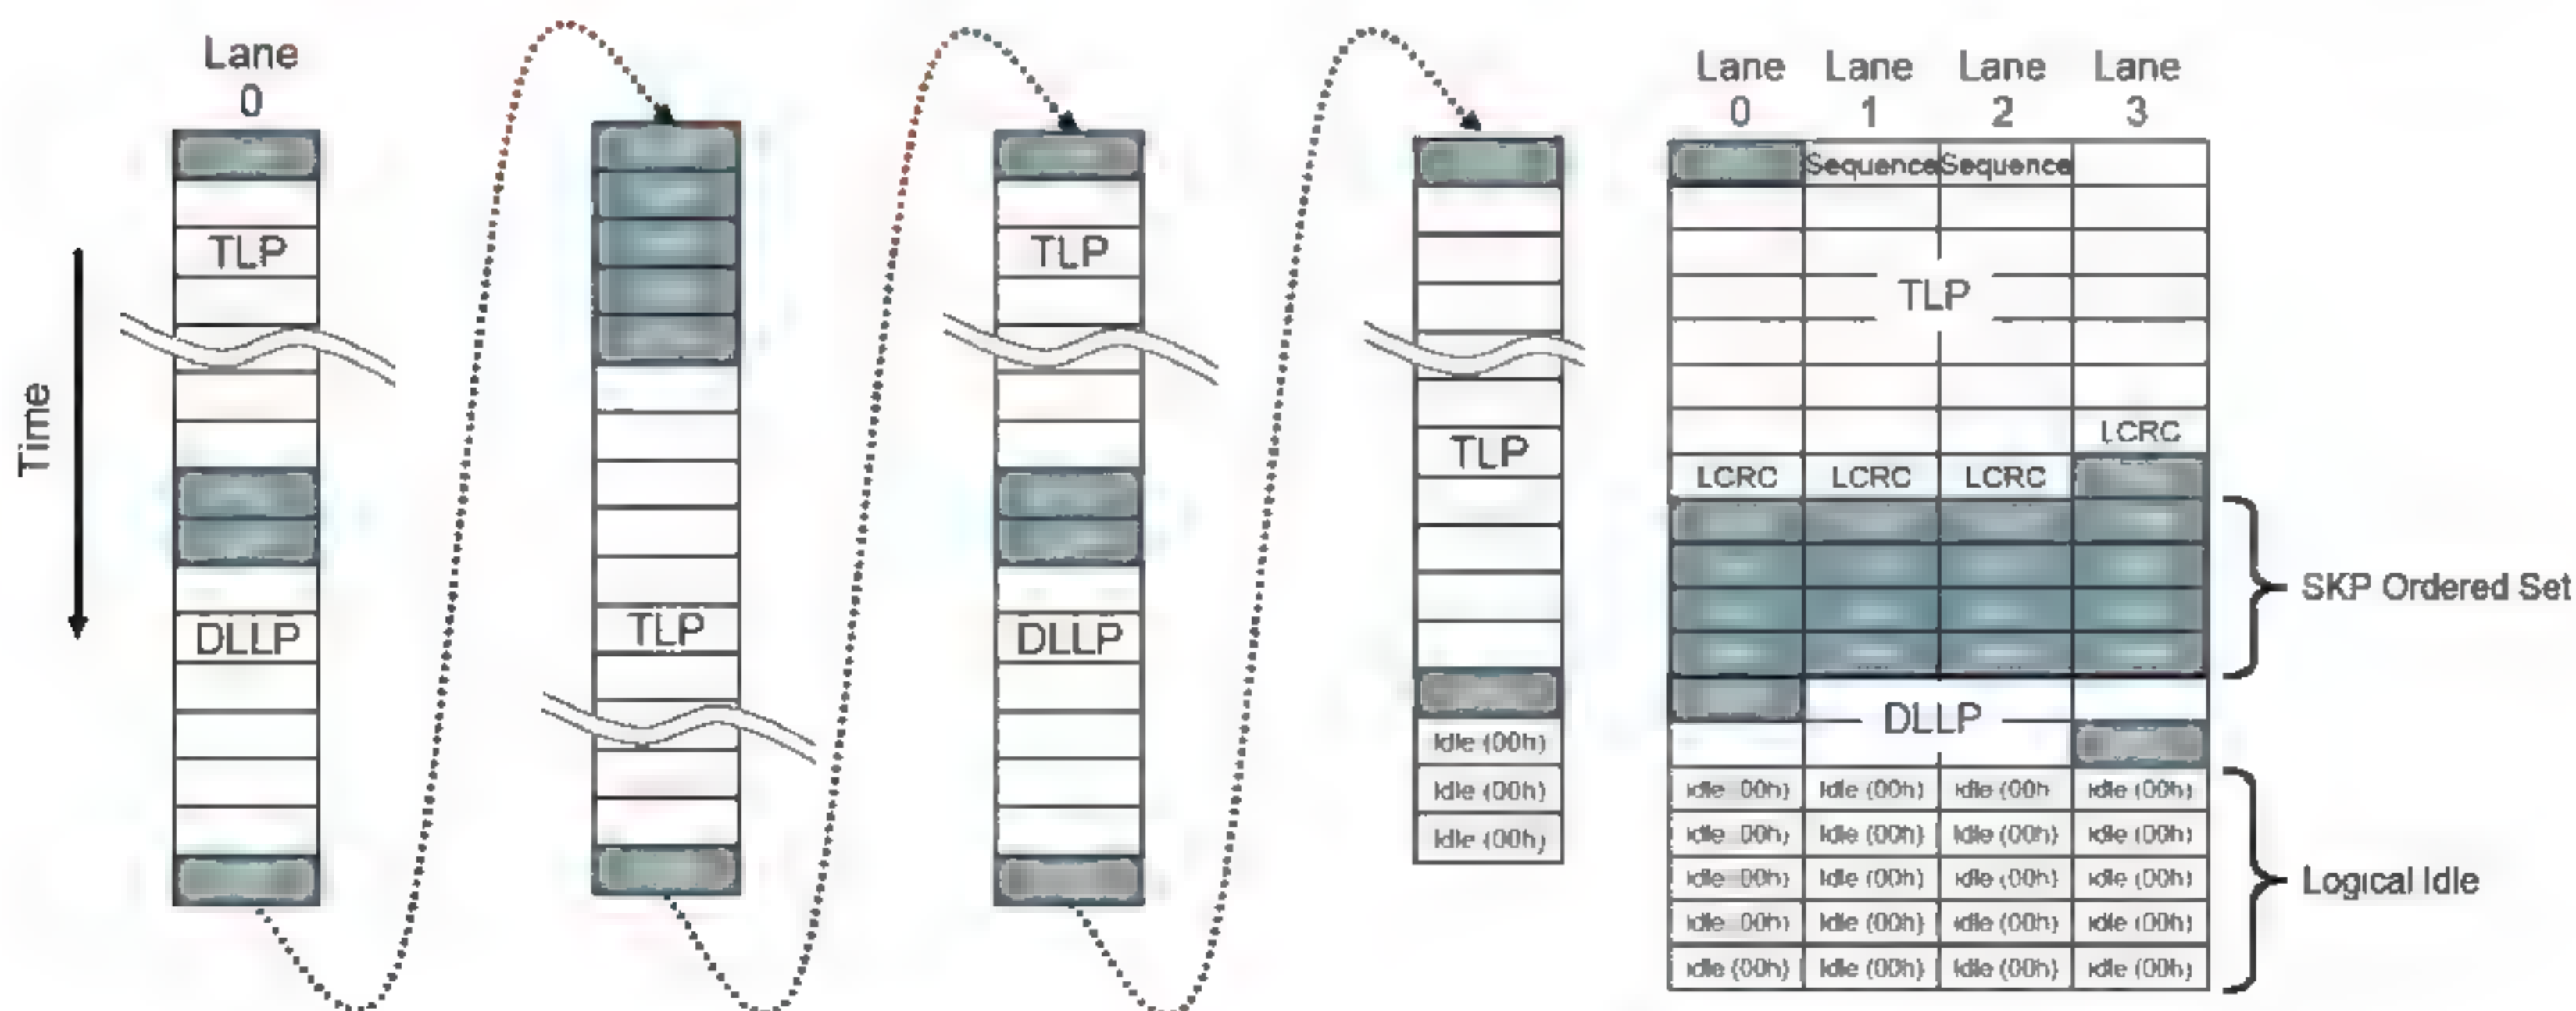 Lane
0
TLP
DLLP
Time
TLP
TLP
DLLP
TLP
Idle (00h)
Idle (00h)
Idle (00h)
Lane Lane Lane Lane
0 1 2 3
Sequence Sequence
TLP
LCRC
LCRC LCRC LCRC
SKP Ordered Set
DLLP
Idle 00h) Idle (00h) Idle (00h Idle (00h)
Idle 00h) Idle (00h) Idle (00h) Idle (00h)
Idle 00h) Idle (00h) Idle (00h) Idle (00h)
Idle 00h) Idle (00h) Idle (00h) Idle (00h)
Idle (00h) Idle (00h) Idle (00h) Idle (00h)
Logical Idle